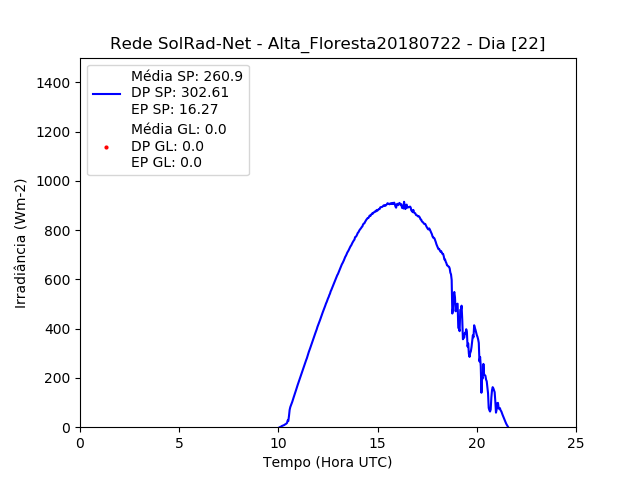 Rede SolRad-Net - Alta_Floresta20180722 - Dia [22]
1400
1200
1000
800
600
400
200
0
Média SP: 260.9
DP SP: 302.61
EP SP: 16.27
Média GL: 0.0
DP GL: 0.0
EP GL: 0.0
Irradiância (Wm-2)
0 5 10 15 20 25
Tempo (Hora UTC)